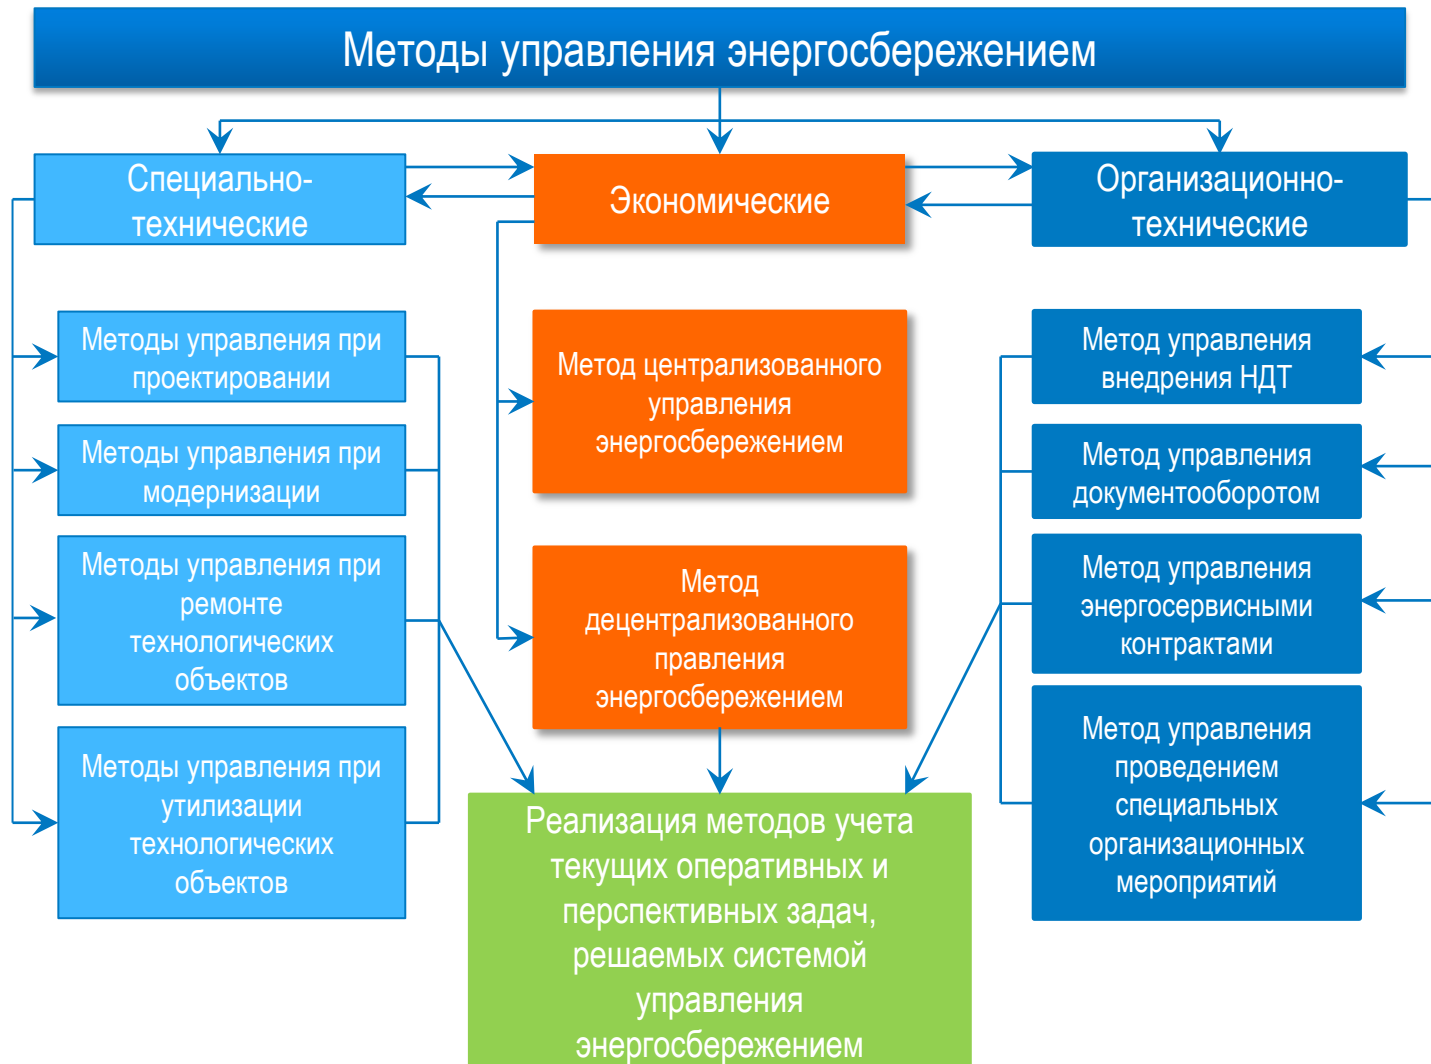 Методы управления энергосбережением
Специально-
технические
Экономические
Организационно-
технические
Методы управления при
проектировании
Методы управления при
модернизации
Методы управления при
ремонте
технологических
объектов
Методы управления при
утилизации
технологических
объектов
Метод централизованного
управления
энергосбережением
Метод
децентрализованного
правления
энергосбережением
Метод управления
внедрения НДТ
Метод управления
документооборотом
Метод управления
энергосервисными
контрактами
Метод управления
проведением
специальных
организационных
мероприятий
Реализация методов учета
текущих оперативных и
перспективных задач,
решаемых системой
управления
энергосбережением